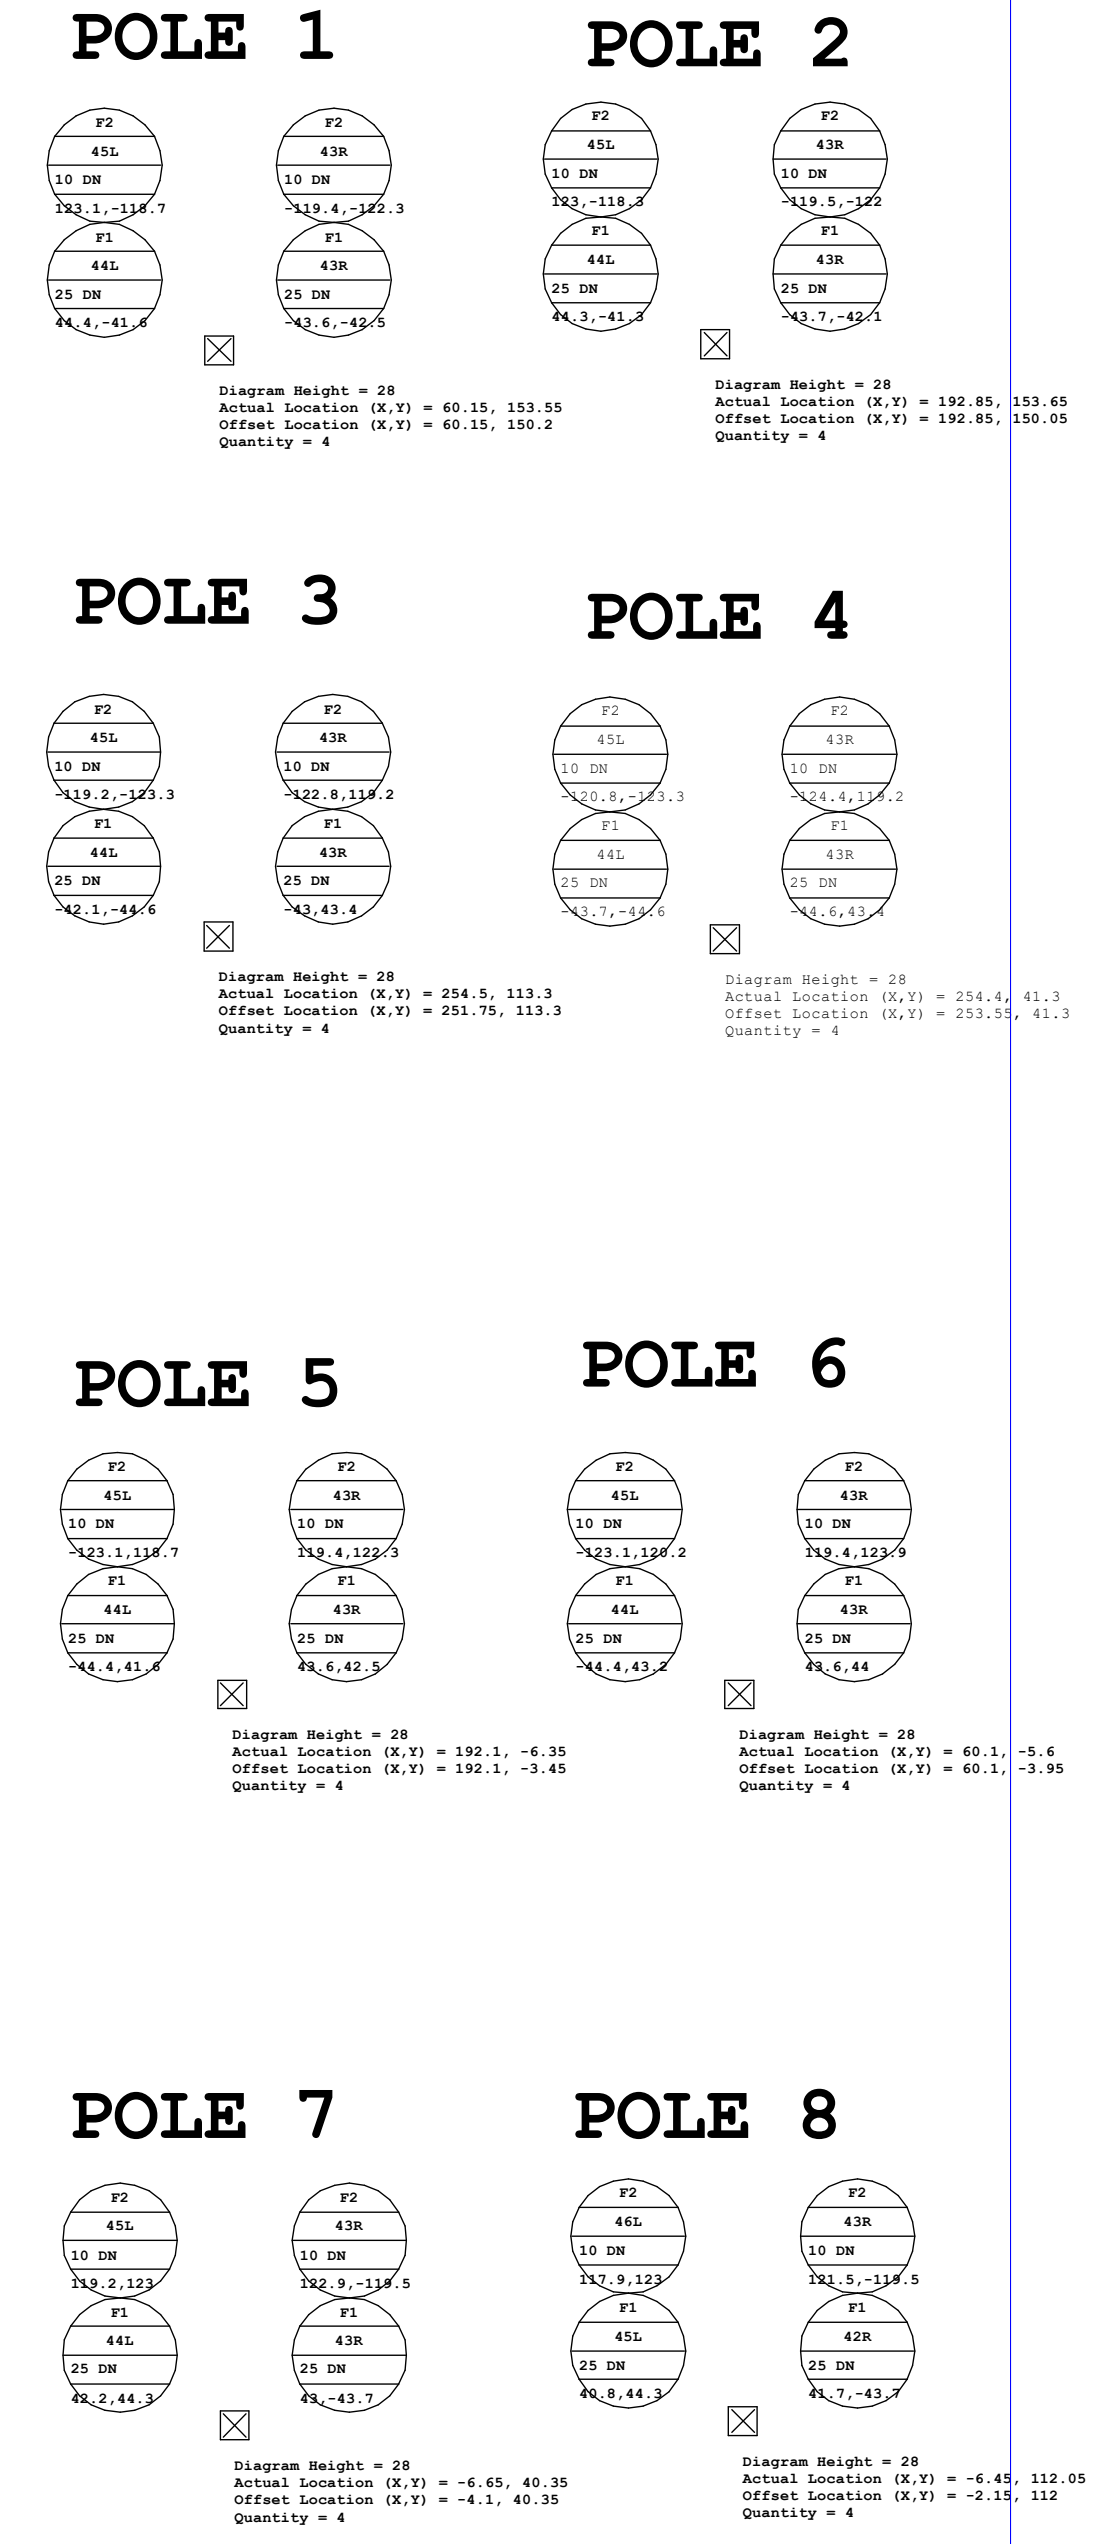 POLE 1
F2
45L
10 DN
123.1,-118.7
F2
43R
10 DN
-119.4,-122.3
F1
44L
25 DN
44.4,-41.6
F1
43R
25 DN
-43.6,-42.5
Diagram Height = 28
Actual Location (X,Y) = 60.15, 153.55
Offset Location (X,Y) = 60.15, 150.2
Quantity = 4
POLE 2
F2
45L
10 DN
123,-118.3
F2
43R
10 DN
-119.5,-122
F1
44L
25 DN
44.3,-41.3
F1
43R
25 DN
-43.7,-42.1
Diagram Height = 28
Actual Location (X,Y) = 192.85, 153.65
Offset Location (X,Y) = 192.85, 150.05
Quantity = 4
POLE 3
F2
45L
10 DN
-119.2,-123.3
F2
43R
10 DN
-122.8,119.2
F1
44L
25 DN
-42.1,-44.6
F1
43R
25 DN
-43,43.4
Diagram Height = 28
Actual Location (X,Y) = 254.5, 113.3
Offset Location (X,Y) = 251.75, 113.3
Quantity = 4
POLE 4
F2
45L
10 DN
-120.8,-123.3
F2
43R
10 DN
-124.4,119.2
F1
44L
25 DN
-43.7,-44.6
F1
43R
25 DN
-44.6,43.4
Diagram Height = 28
Actual Location (X,Y) = 254.4, 41.3
Offset Location (X,Y) = 253.55, 41.3
Quantity = 4
POLE 5
F2
45L
10 DN
-123.1,118.7
F2
43R
10 DN
119.4,122.3
F1
44L
25 DN
-44.4,41.6
F1
43R
25 DN
43.6,42.5
Diagram Height = 28
Actual Location (X,Y) = 192.1, -6.35
Offset Location (X,Y) = 192.1, -3.45
Quantity = 4
POLE 6
F2
45L
10 DN
-123.1,120.2
F2
43R
10 DN
119.4,123.9
F1
44L
25 DN
-44.4,43.2
F1
43R
25 DN
43.6,44
Diagram Height = 28
Actual Location (X,Y) = 60.1, -5.6
Offset Location (X,Y) = 60.1, -3.95
Quantity = 4
POLE 7
F2
45L
10 DN
119.2,123
F2
43R
10 DN
122.9,-119.5
F1
44L
25 DN
42.2,44.3
F1
43R
25 DN
43,-43.7
Diagram Height = 28
Actual Location (X,Y) = -6.65, 40.35
Offset Location (X,Y) = -4.1, 40.35
Quantity = 4
POLE 8
F2
46L
10 DN
117.9,123
F2
43R
10 DN
121.5,-119.5
F1
45L
25 DN
40.8,44.3
F1
42R
25 DN
41.7,-43.7
Diagram Height = 28
Actual Location (X,Y) = -6.45, 112.05
Offset Location (X,Y) = -2.15, 112
Quantity = 4